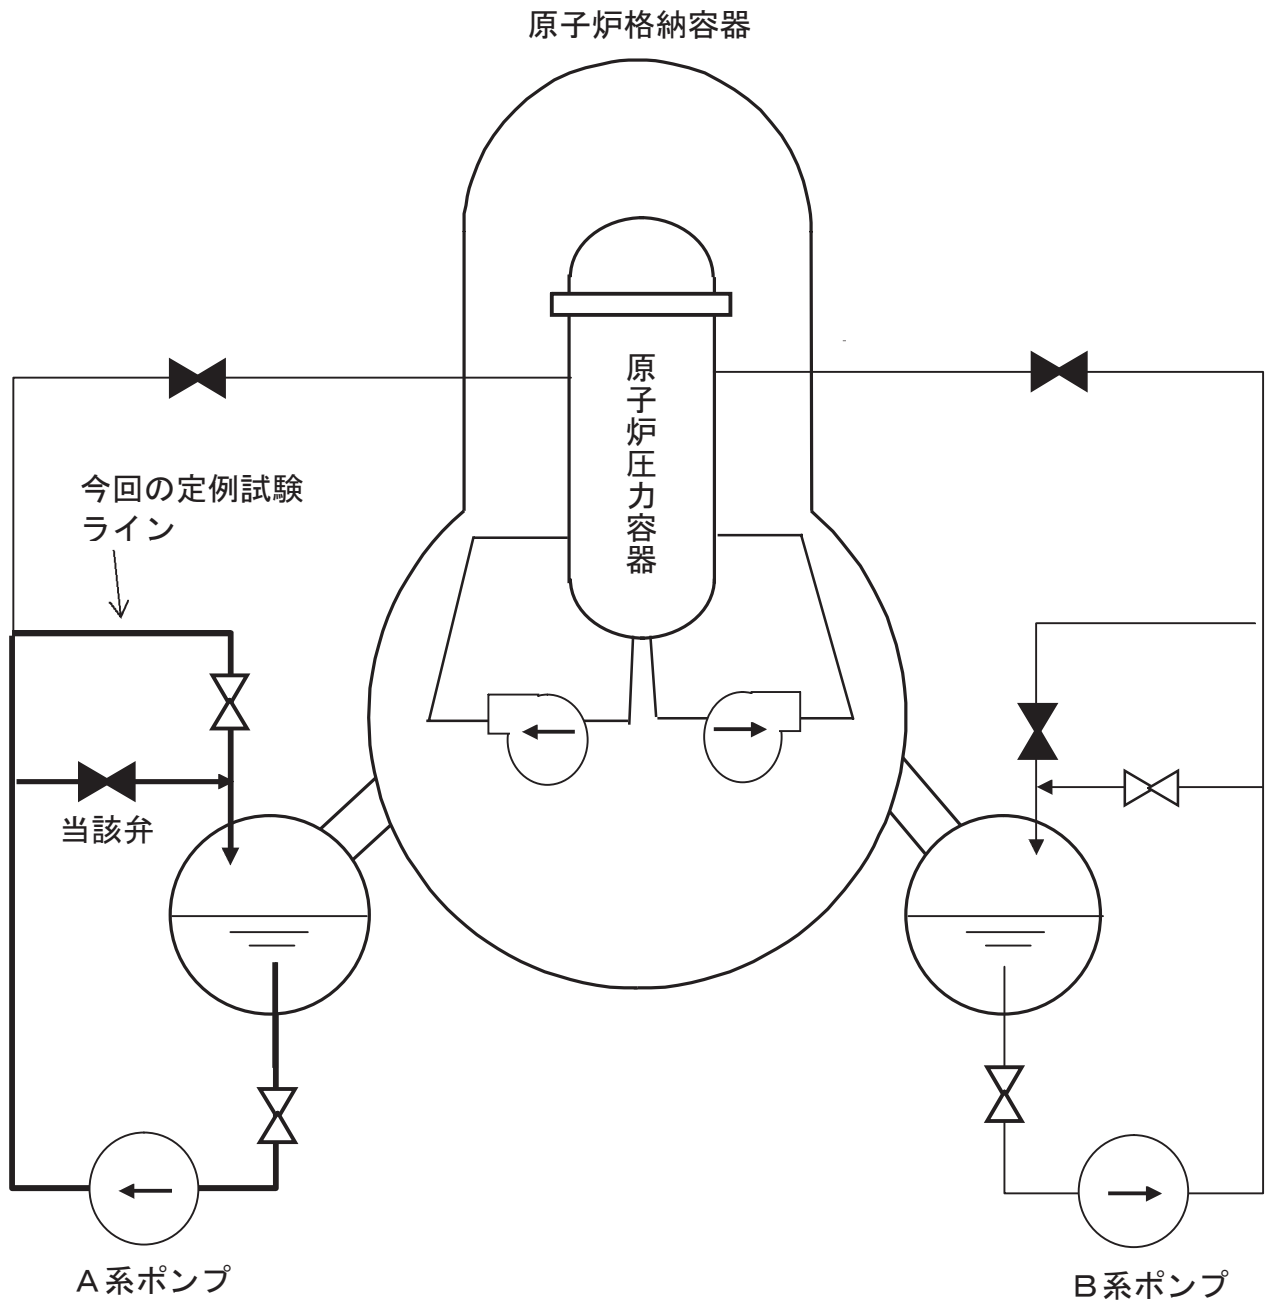 原子炉格納容器
原子炉圧力容器
今回の定例試験
ライン
当該弁
A系ポンプ
B系ポンプ